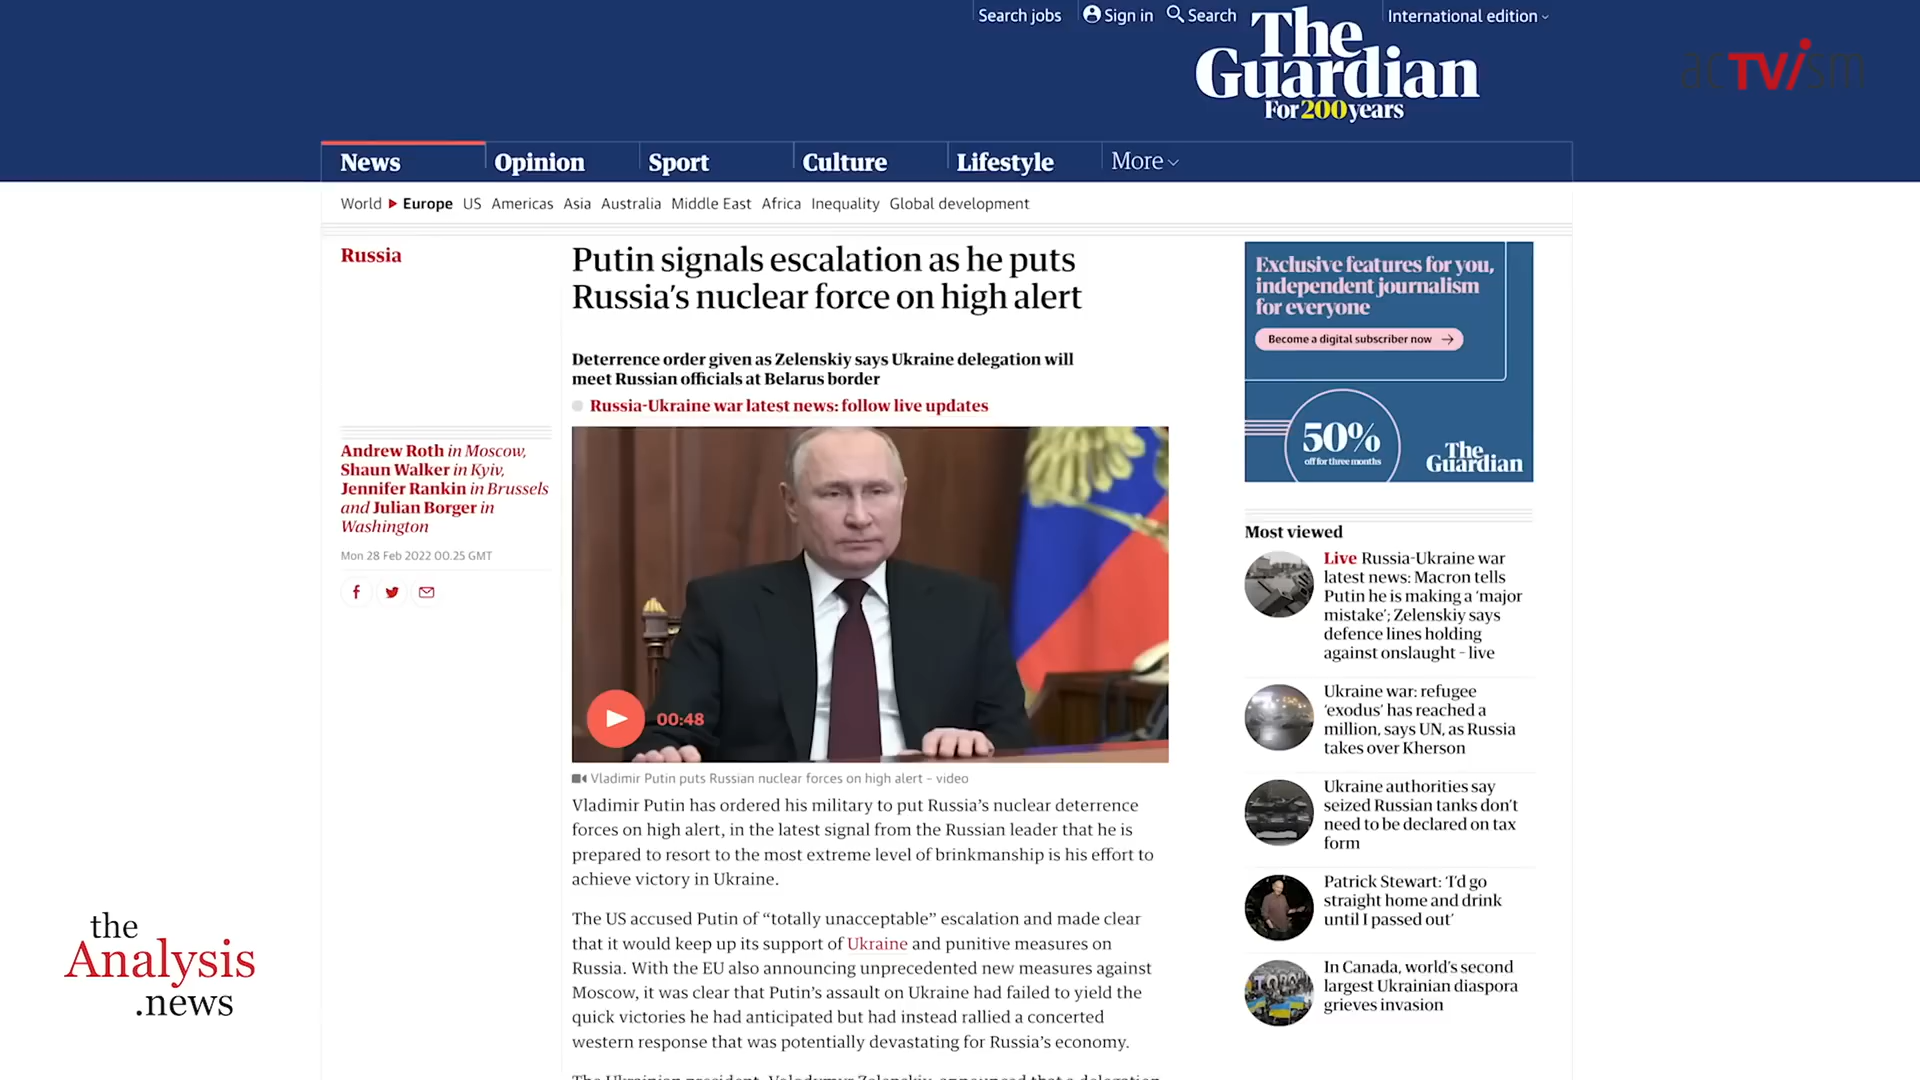 Search jobs
Sign in
Search
International edition
The
Guardian
For 200 years
acTVism
News
Opinion
Sport
Culture
Lifestyle
More
World
Europe
US
Americas
Asia
Australia
Middle East
Africa
Inequality
Global development
Russia
Putin signals escalation as he puts
Russia's nuclear force on high alert
Deterrence order given as Zelenskiy says Ukraine delegation will
meet Russian officials at Belarus border
Russia-Ukraine war latest news: follow live updates
Andrew Roth in Moscow,
Shaun Walker in Kyiv,
Jennifer Rankin in Brussels
and Julian Borger in
Washington
Mon 28 Feb 2022 00.25 GMT
00:48
Vladimir Putin puts Russian nuclear forces on high alert – video
Vladimir Putin has ordered his military to put Russia's nuclear deterrence
forces on high alert, in the latest signal from the Russian leader that he is
prepared to resort to the most extreme level of brinkmanship is his effort to
achieve victory in Ukraine.
The US accused Putin of “totally unacceptable” escalation and made clear
that it would keep up its support of Ukraine and punitive measures on
Russia. With the EU also announcing unprecedented new measures against
Moscow, it was clear that Putin's assault on Ukraine had failed to yield the
quick victories he had anticipated but had instead rallied a concerted
western response that was potentially devastating for Russia's economy.
The Ukrainian president, Volodymyr Zelenskiy, announced that a delegation
Exclusive features for you,
independent journalism
for everyone
Become a digital subscriber now
50%
off for three months
The
Guardian
Most viewed
Live Russia-Ukraine war
latest news: Macron tells
Putin he is making a ‘major
mistake’; Zelenskiy says
defence lines holding
against onslaught – live
Ukraine war: refugee
‘exodus’ has reached a
million, says UN, as Russia
takes over Kherson
Ukraine authorities say
seized Russian tanks don't
need to be declared on tax
form
Patrick Stewart: ‘I'd go
straight home and drink
until I passed out’
In Canada, world's second
largest Ukrainian diaspora
grieves invasion
the
Analysis
.news